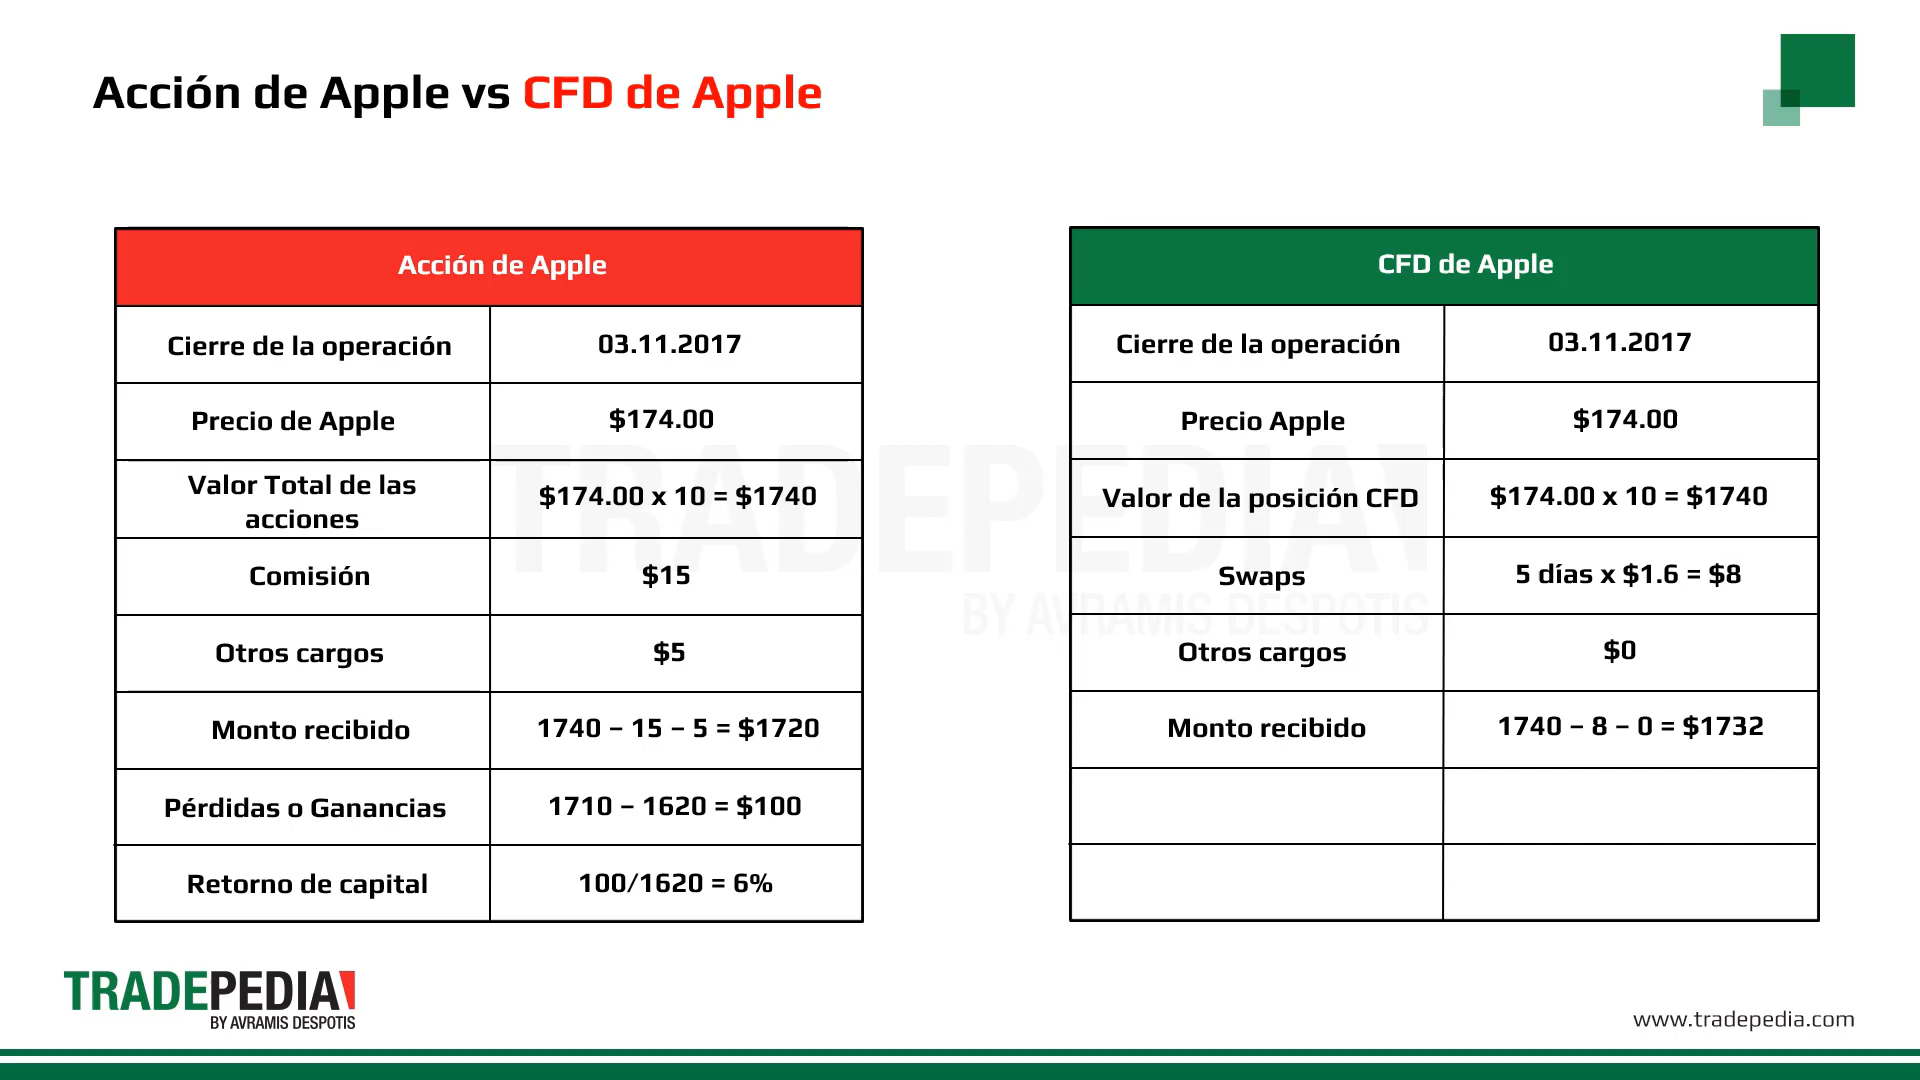 Acción de Apple vs CFD de Apple
Acción de Apple
Cierre de la operación 03.11.2017
Precio de Apple $174.00
Valor Total de las
acciones $174.00 x 10 = $1740
Comisión $15
Otros cargos $5
Monto recibido 1740 – 15 – 5 = $1720
Pérdidas o Ganancias 1710 – 1620 = $100
Retorno de capital 100/1620 = 6%
CFD de Apple
Cierre de la operación 03.11.2017
Precio Apple $174.00
Valor de la posición CFD $174.00 x 10 = $1740
Swaps 5 días x $1.6 = $8
Otros cargos $0
Monto recibido 1740 – 8 – 0 = $1732
TRADEPEDIA
BY AVRAMIS DESPOTIS
TRADEPEDIA
BY AVRAMIS DESPOTIS
www.tradepedia.com